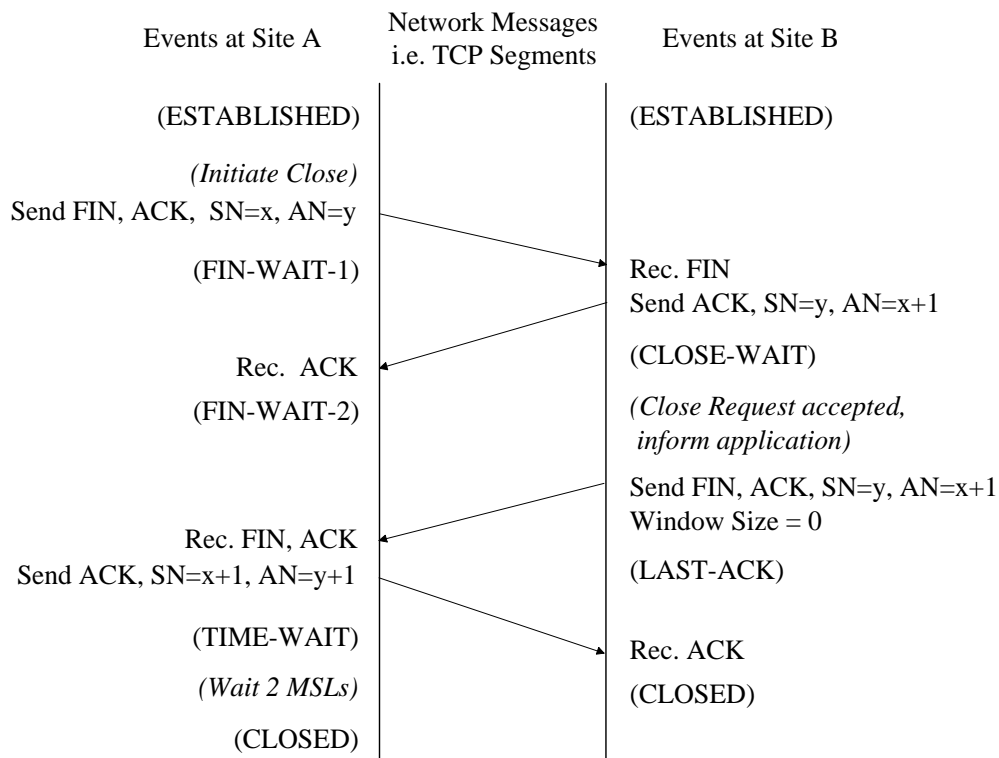 Events at Site A
Network Messages
i.e. TCP Segments
Events at Site B
(ESTABLISHED)
(ESTABLISHED)
(Initiate Close)
Send FIN, ACK, SN=x, AN=y
(FIN-WAIT-1)
Rec. FIN
Send ACK, SN=y, AN=x+1
(CLOSE-WAIT)
Rec. ACK
(FIN-WAIT-2)
(Close Request accepted,
inform application)
Send FIN, ACK, SN=y, AN=x+1
Window Size = 0
Rec. FIN, ACK
Send ACK, SN=x+1, AN=y+1
(LAST-ACK)
(TIME-WAIT)
Rec. ACK
(Wait 2 MSLs)
(CLOSED)
(CLOSED)